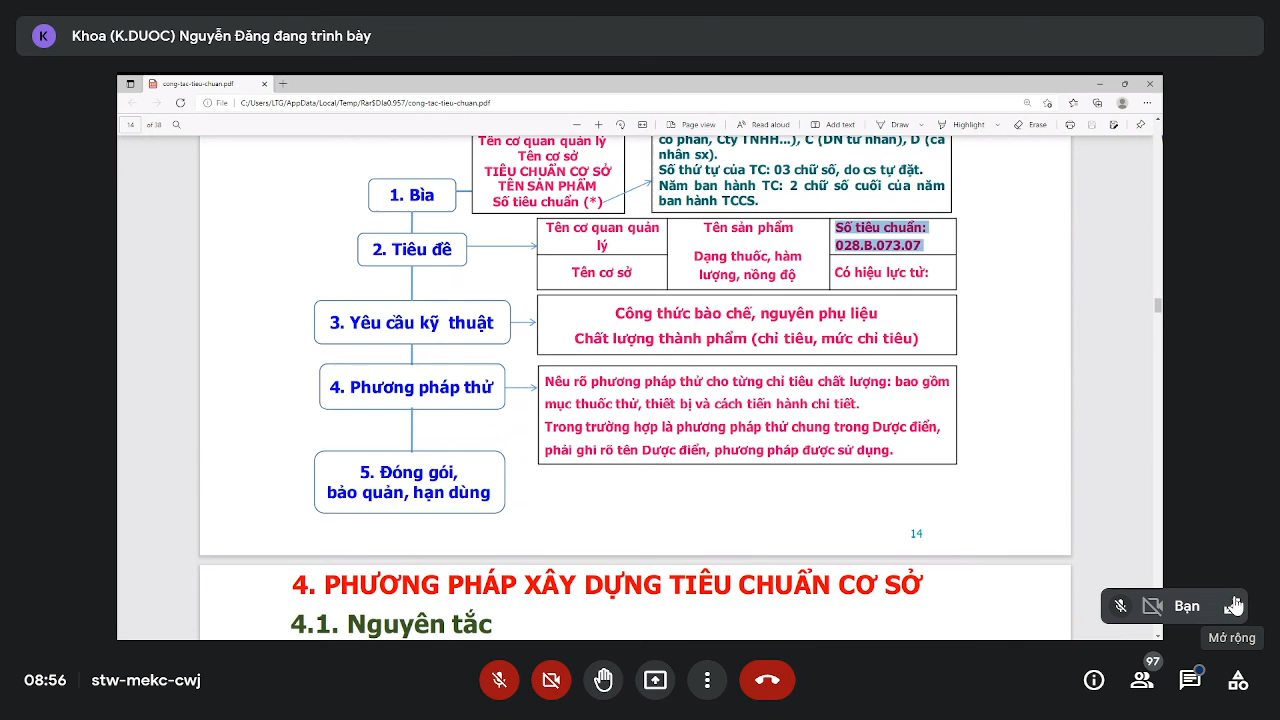 K
Khoa (K.DUOC) Nguyễn Đăng đang trình bày
cong-tac-tieu-chuan.pdf
File
C:/Users/LTG/AppData/Local/Temp/Rar$DIa0.957/cong-tac-tieu-chuan.pdf
14 of 38
Page view
Read aloud
Add text
Draw
Highlight
Erase
Tên cơ quan quản lý
Tên cơ sở
TIÊU CHUẨN CƠ SỞ
TÊN SẢN PHẨM
Số tiêu chuẩn (*)
cổ phần, Cty TNHH...), C (DN tư nhân), D (cá
nhân sx).
Số thứ tự của TC: 03 chữ số, do cs tự đặt.
Năm ban hành TC: 2 chữ số cuối của năm
ban hành TCCS.
1. Bìa
2. Tiêu đề
Tên cơ quan quản
lý
Tên cơ sở
Tên sản phẩm
Dạng thuốc, hàm
lượng, nồng độ
Số tiêu chuẩn:
028.B.073.07
Có hiệu lực từ:
3. Yêu cầu kỹ thuật
Công thức bào chế, nguyên phụ liệu
Chất lượng thành phẩm (chỉ tiêu, mức chỉ tiêu)
4. Phương pháp thử
Nêu rõ phương pháp thử cho từng chỉ tiêu chất lượng: bao gồm
mục thuốc thử, thiết bị và cách tiến hành chi tiết.
Trong trường hợp là phương pháp thử chung trong Dược điển,
phải ghi rõ tên Dược điển, phương pháp được sử dụng.
5. Đóng gói,
bảo quản, hạn dùng
14
4. PHƯƠNG PHÁP XÂY DỰNG TIÊU CHUẨN CƠ SỞ
4.1. Nguyên tắc
Bạn
Mở rộng
08:56
stw-mekc-cwj
97